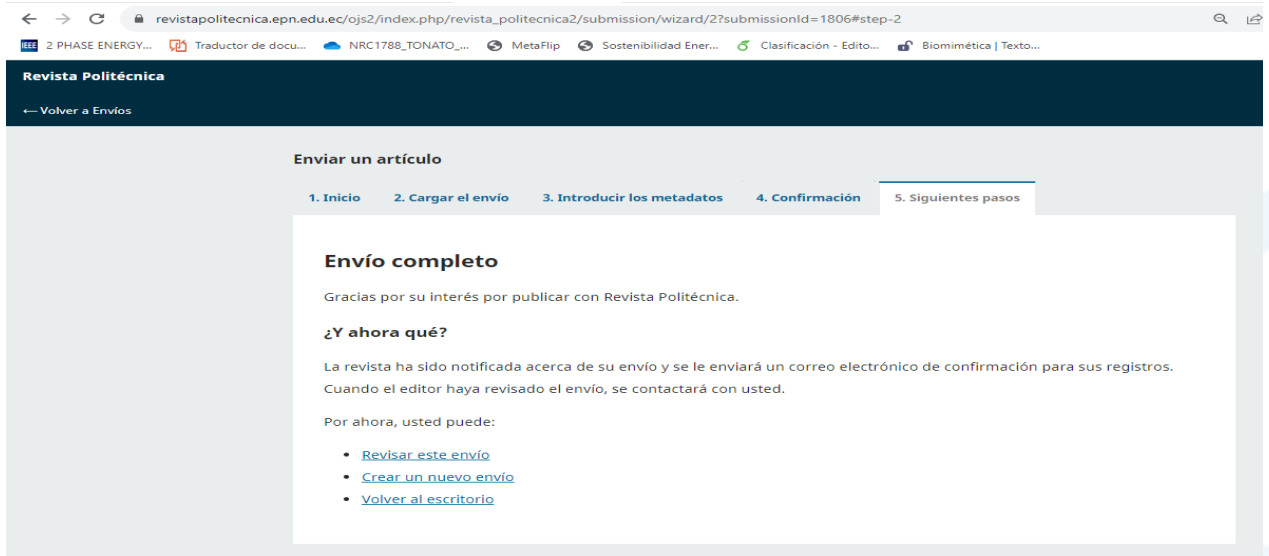 revistapolitecnica.epn.edu.ec/ojs2/index.php/revista_politecnica2/submission/wizard/2?submissionId=1806#step-2
IEEE 2 PHASE ENERGY... Traductor de docu... NRC1788_TONATO_... MetaFlip Sostenibilidad Ener... Clasificación - Edito... Biomimética | Texto...
Revista Politécnica
← Volver a Envíos
Enviar un artículo
1. Inicio 2. Cargar el envío 3. Introducir los metadatos 4. Confirmación 5. Siguientes pasos
Envío completo
Gracias por su interés por publicar con Revista Politécnica.
¿Y ahora qué?
La revista ha sido notificada acerca de su envío y se le enviará un correo electrónico de confirmación para sus registros.
Cuando el editor haya revisado el envío, se contactará con usted.
Por ahora, usted puede:
• Revisar este envío
• Crear un nuevo envío
• Volver al escritorio